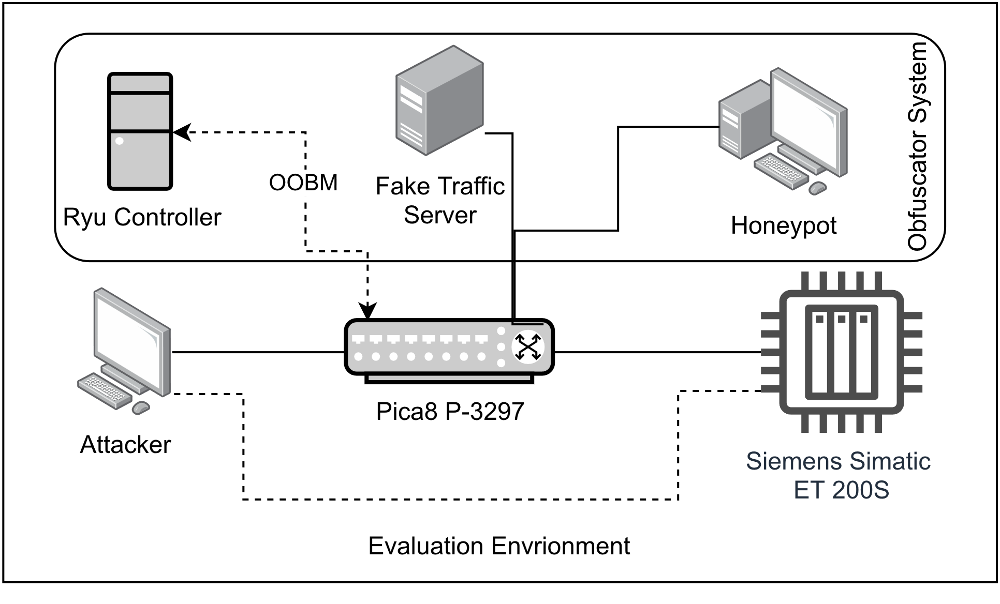 Obfuscator System
OOBM
Fake Traffic
Server
Ryu Controller
Honeypot
Pica8 P-3297
Attacker
Siemens Simatic
ET 200S
Evaluation Envrionment